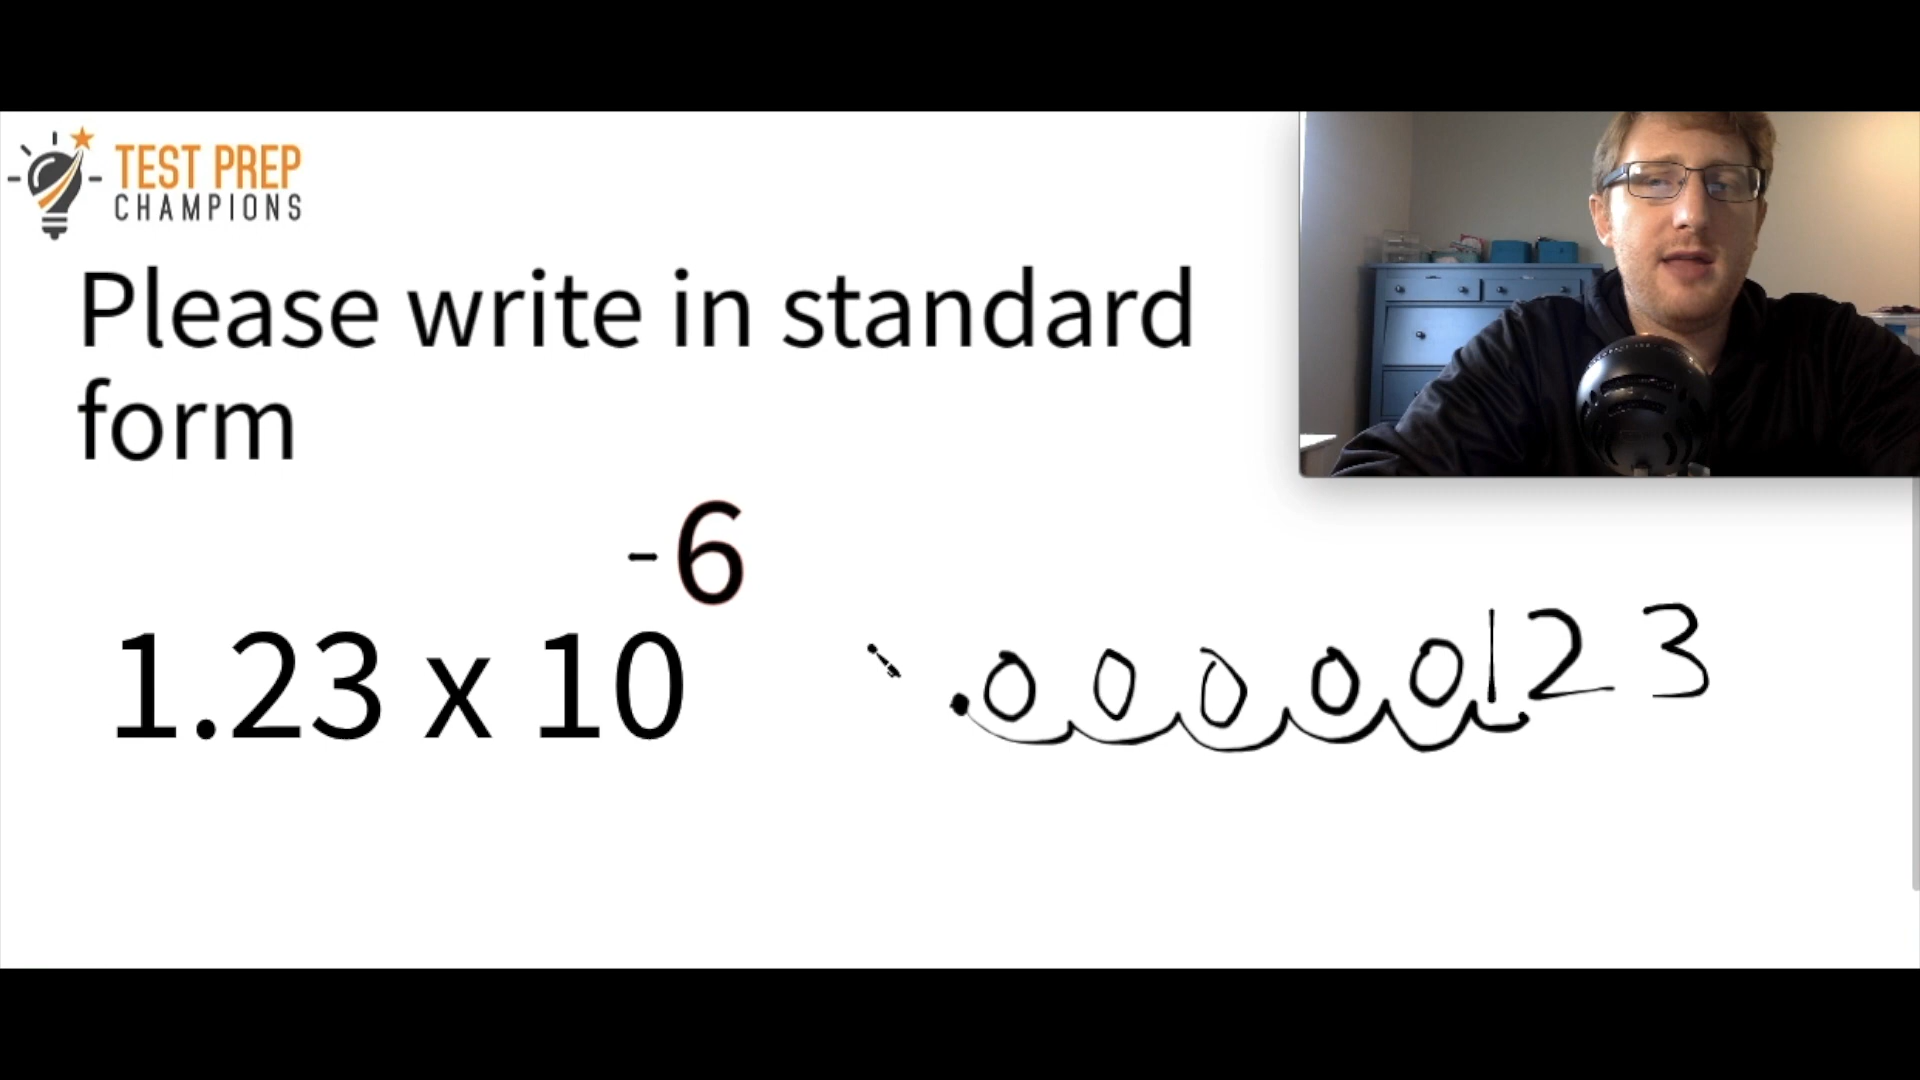 TEST PREP
CHAMPIONS
Please write in standard
form
-6
1.23 x 10
.00000123